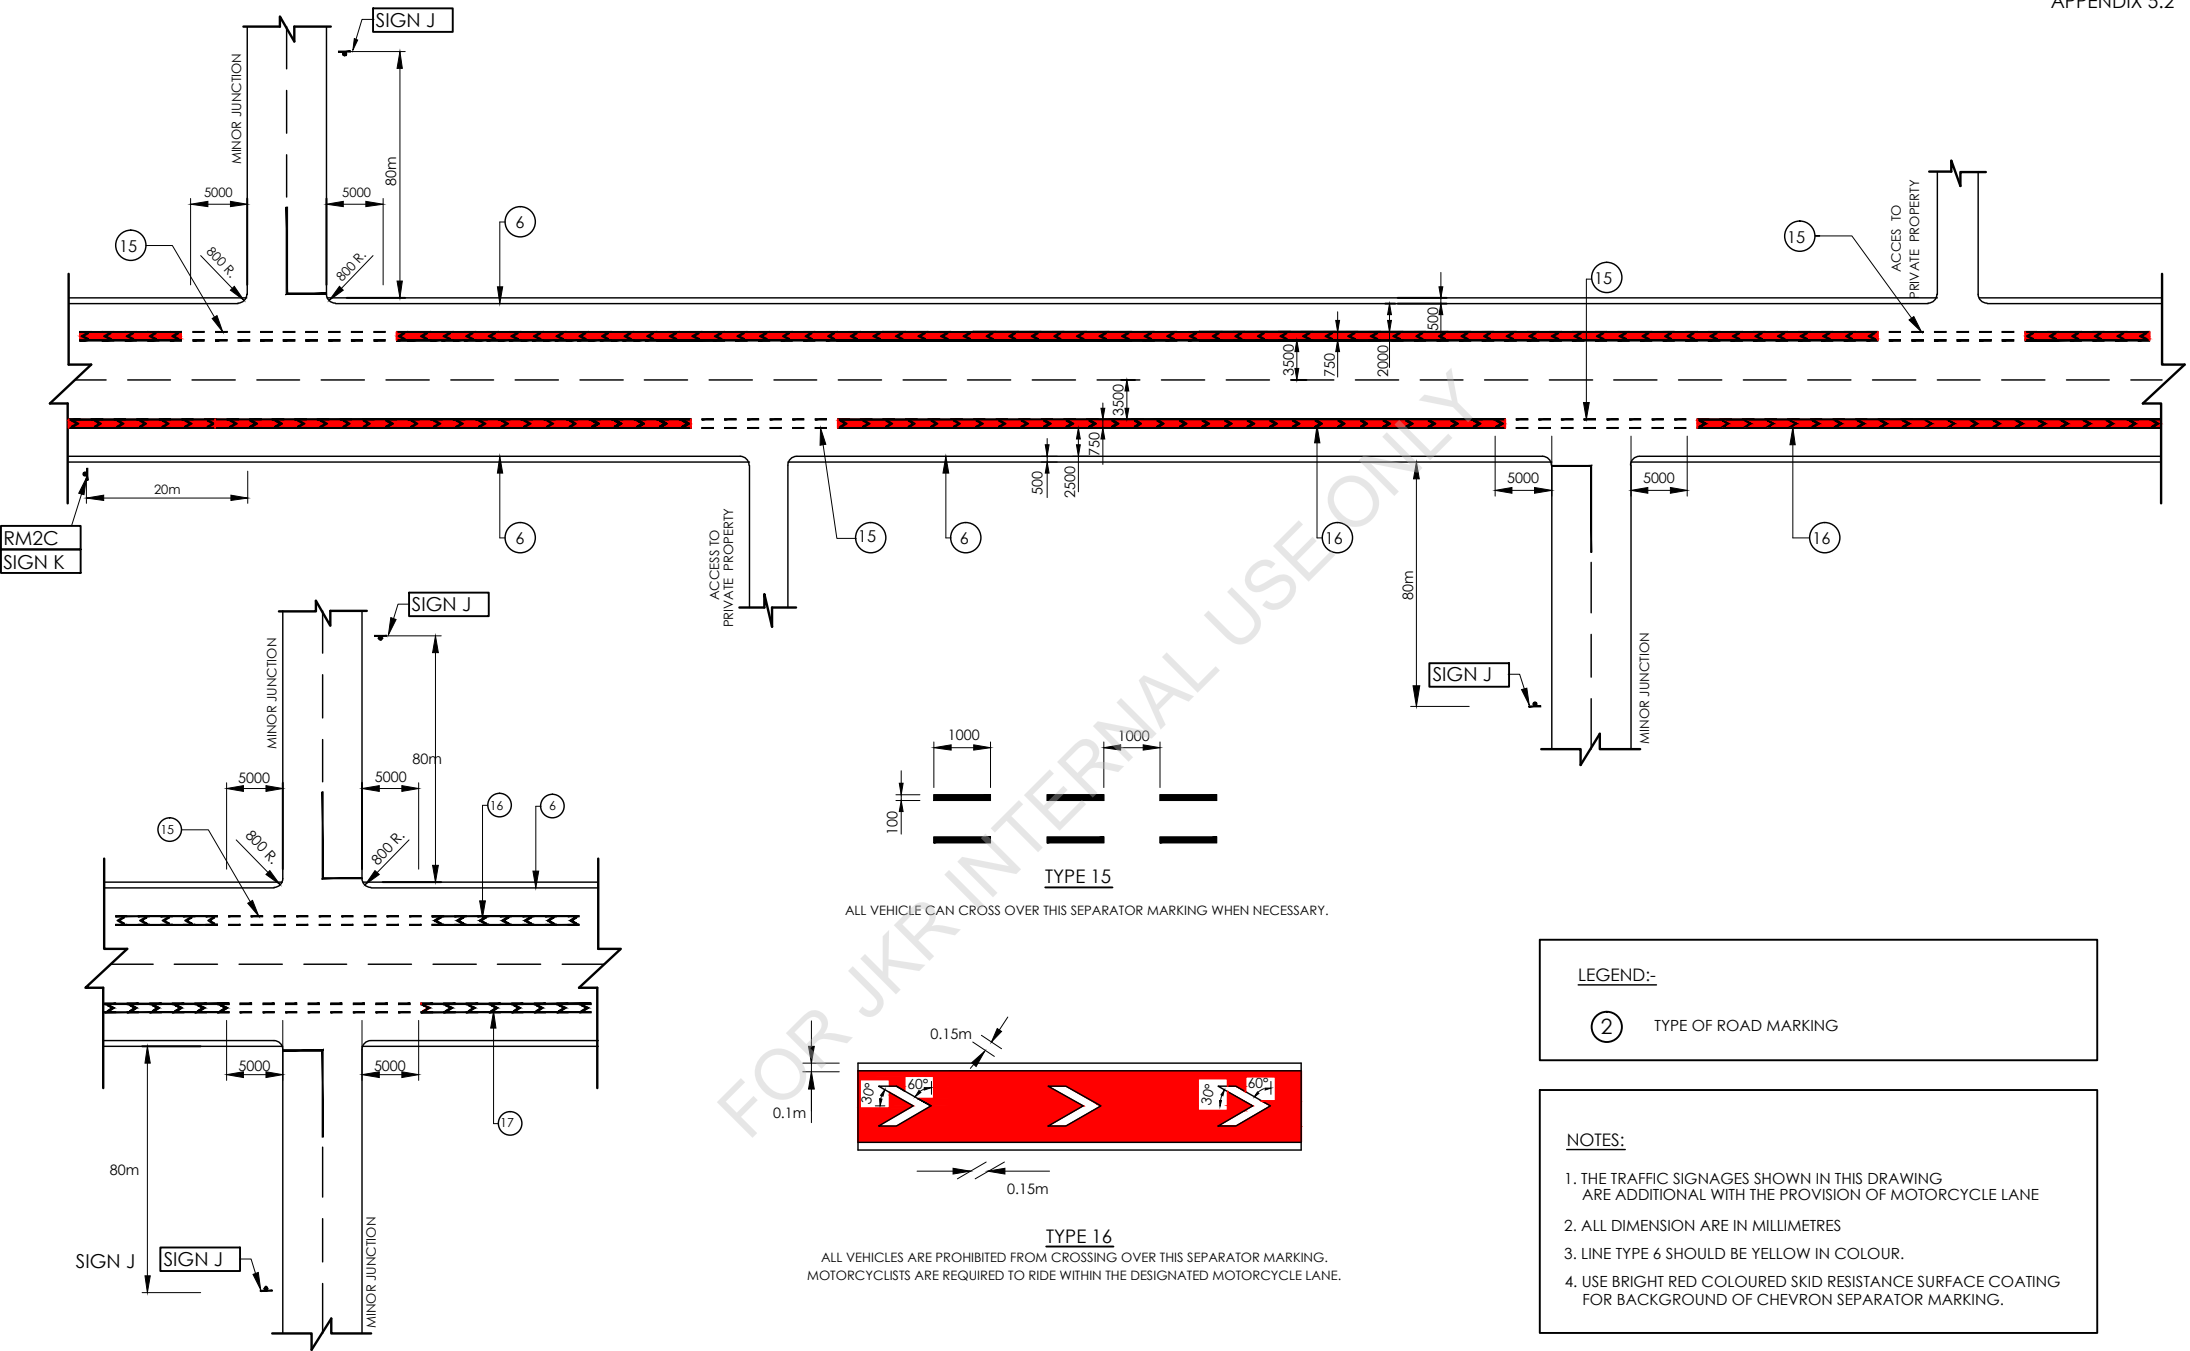 APPENDIX 5.2
SIGN J
MINOR JUNCTION
80m
5000
5000
15
800 R.
800 R.
6
15
15
ACCES TO
PRIVATE PROPERTY
500
2000
750
3500
3500
750
2500
500
20m
RM2C
SIGN K
6
ACCESS TO
PRIVATE PROPERTY
15
6
16
5000
5000
16
80m
SIGN J
MINOR JUNCTION
SIGN J
MINOR JUNCTION
80m
5000
5000
15
800 R.
800 R.
16
6
5000
5000
17
80m
SIGN J
SIGN J
MINOR JUNCTION
1000
1000
100
TYPE 15
ALL VEHICLE CAN CROSS OVER THIS SEPARATOR MARKING WHEN NECESSARY.
0.15m
0.1m
30°
60°
30°
60°
0.15m
TYPE 16
ALL VEHICLES ARE PROHIBITED FROM CROSSING OVER THIS SEPARATOR MARKING.
MOTORCYCLISTS ARE REQUIRED TO RIDE WITHIN THE DESIGNATED MOTORCYCLE LANE.
FOR JKR INTERNAL USE ONLY
LEGEND:-
2 TYPE OF ROAD MARKING
NOTES:
1. THE TRAFFIC SIGNAGES SHOWN IN THIS DRAWING
ARE ADDITIONAL WITH THE PROVISION OF MOTORCYCLE LANE
2. ALL DIMENSION ARE IN MILLIMETRES
3. LINE TYPE 6 SHOULD BE YELLOW IN COLOUR.
4. USE BRIGHT RED COLOURED SKID RESISTANCE SURFACE COATING
FOR BACKGROUND OF CHEVRON SEPARATOR MARKING.